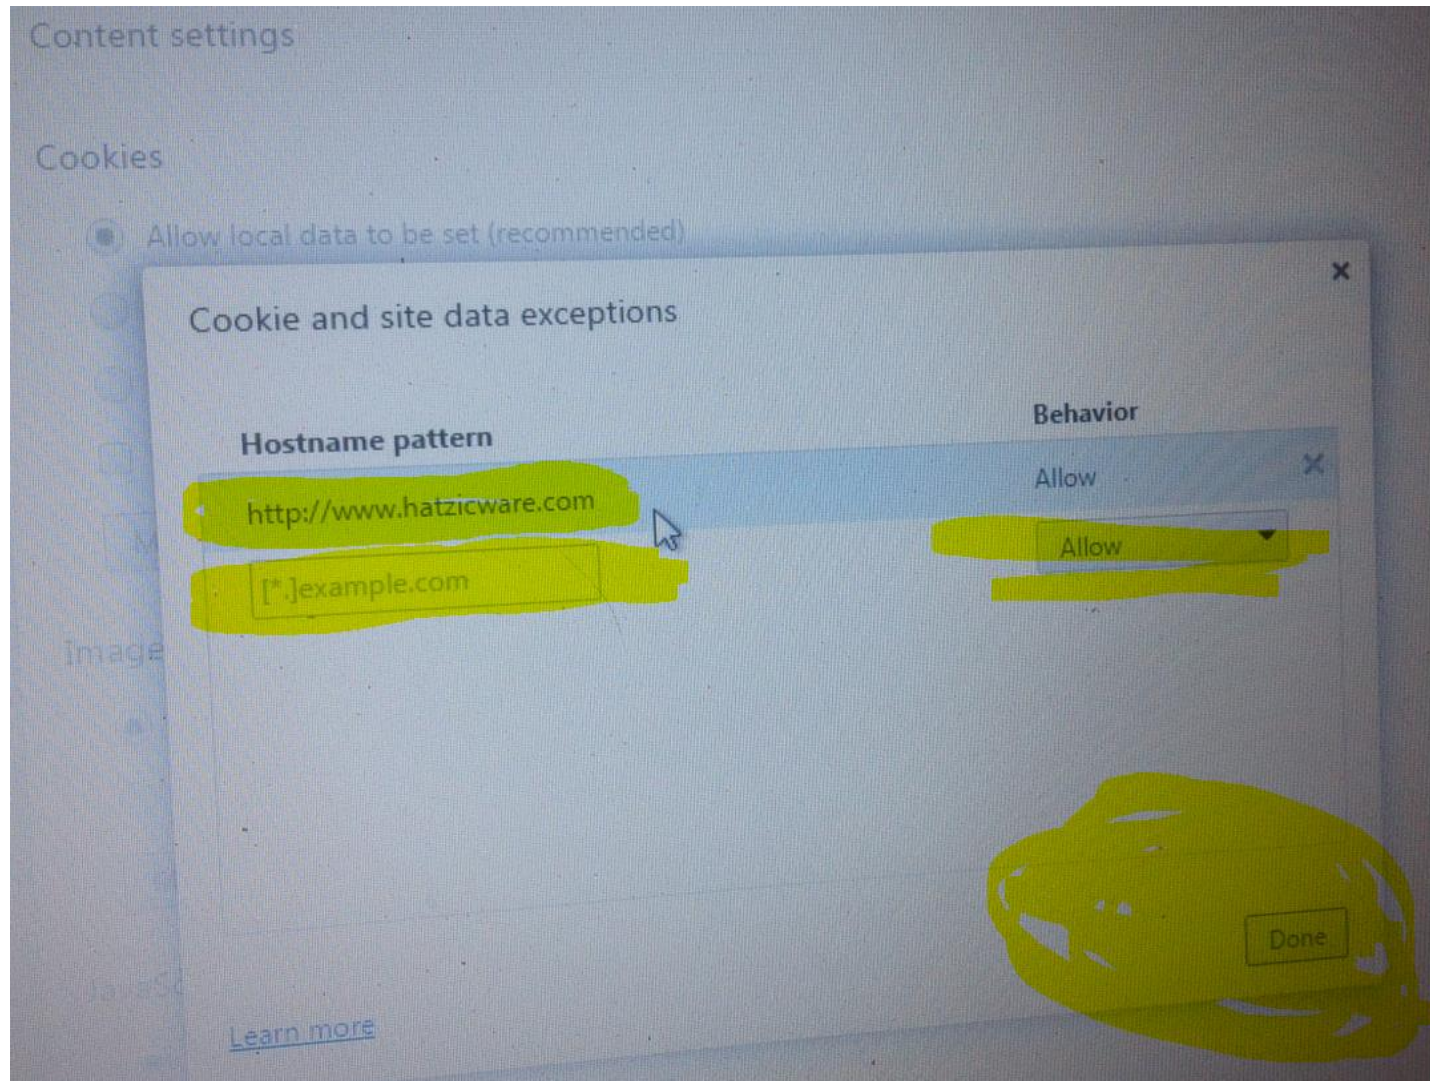 Content settings
Cookies
Allow local data to be set (recommended)
Cookie and site data exceptions
Hostname pattern
Behavior
http://www.hatzicware.com
Allow
[*.]example.com
Allow
Image
Done
Learn more